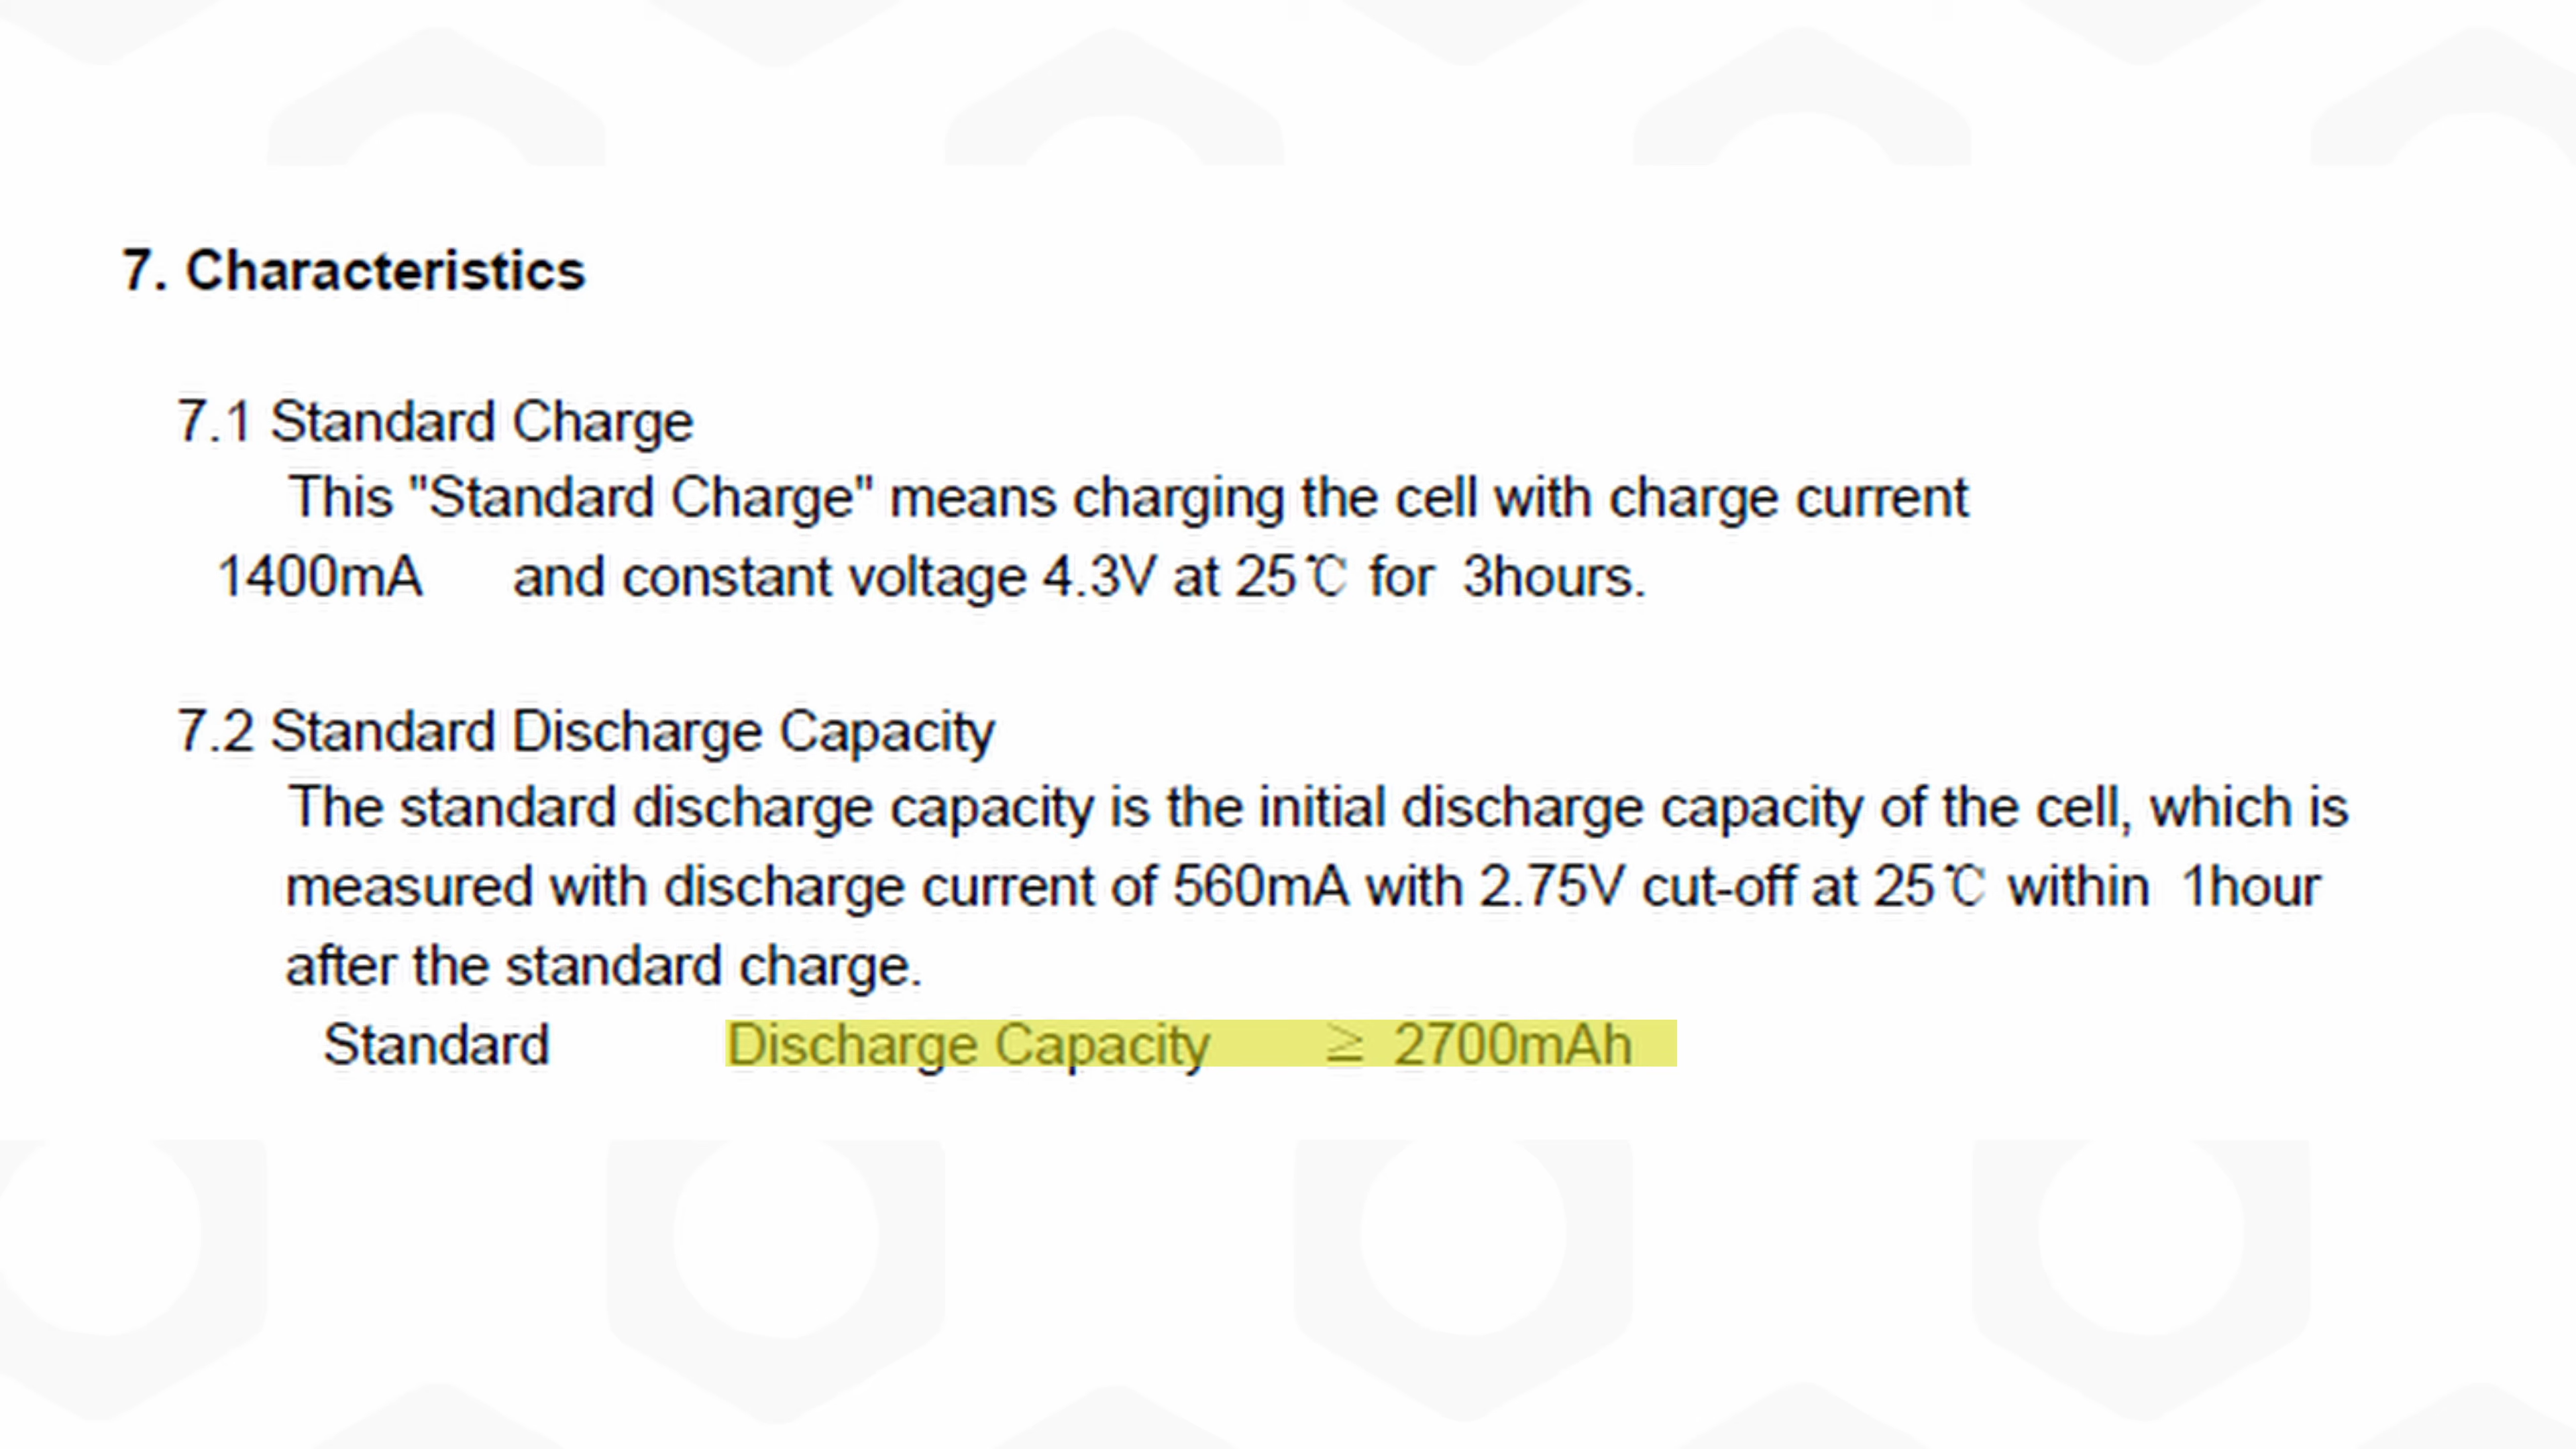 7. Characteristics
7.1 Standard Charge
This "Standard Charge" means charging the cell with charge current
1400mA and constant voltage 4.3V at 25℃ for 3hours.
7.2 Standard Discharge Capacity
The standard discharge capacity is the initial discharge capacity of the cell, which is
measured with discharge current of 560mA with 2.75V cut-off at 25℃ within 1hour
after the standard charge.
Standard Discharge Capacity ≧ 2700mAh